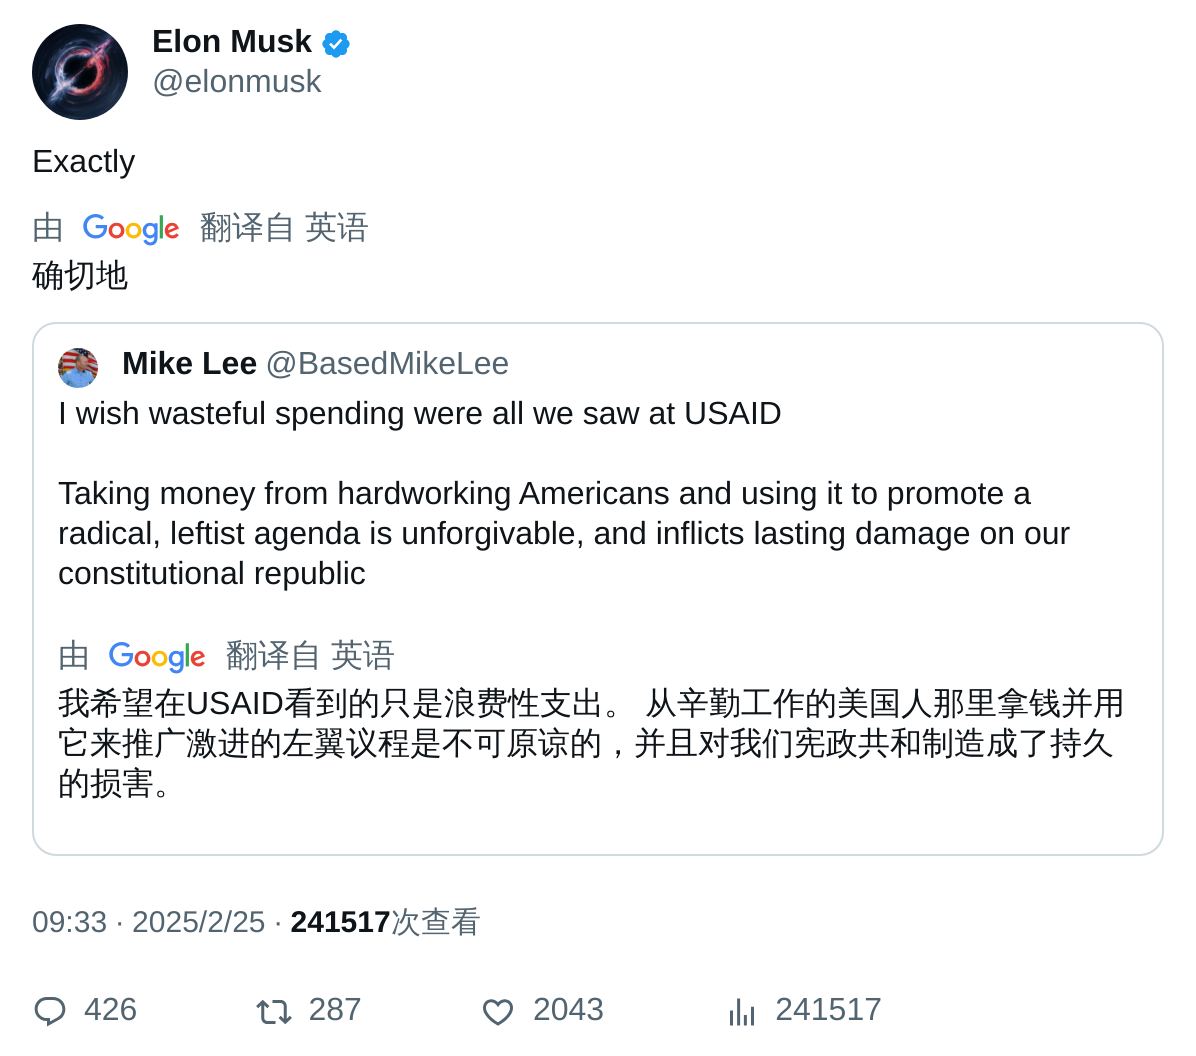 Elon Musk
@elonmusk
Exactly
由 Google 翻译自 英语
确切地
Mike Lee @BasedMikeLee
I wish wasteful spending were all we saw at USAID
Taking money from hardworking Americans and using it to promote a
radical, leftist agenda is unforgivable, and inflicts lasting damage on our
constitutional republic
由 Google 翻译自 英语
我希望在USAID看到的只是浪费性支出。 从辛勤工作的美国人那里拿钱并用
它来推广激进的左翼议程是不可原谅的，并且对我们宪政共和制造成了持久
的损害。
09:33 · 2025/2/25 · 241517次查看
426 287 2043 241517